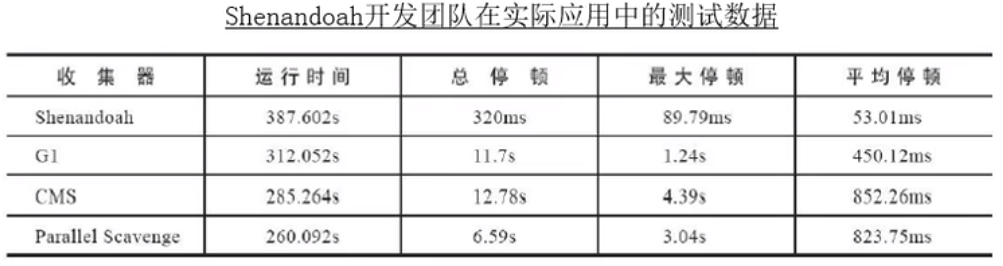 Shenandoah开发团队在实际应用中的测试数据
收集器 运行时间 总停顿 最大停顿 平均停顿
Shenandoah 387.602s 320ms 89.79ms 53.01ms
G1 312.052s 11.7s 1.24s 450.12ms
CMS 285.264s 12.78s 4.39s 852.26ms
Parallel Scavenge 260.092s 6.59s 3.04s 823.75ms